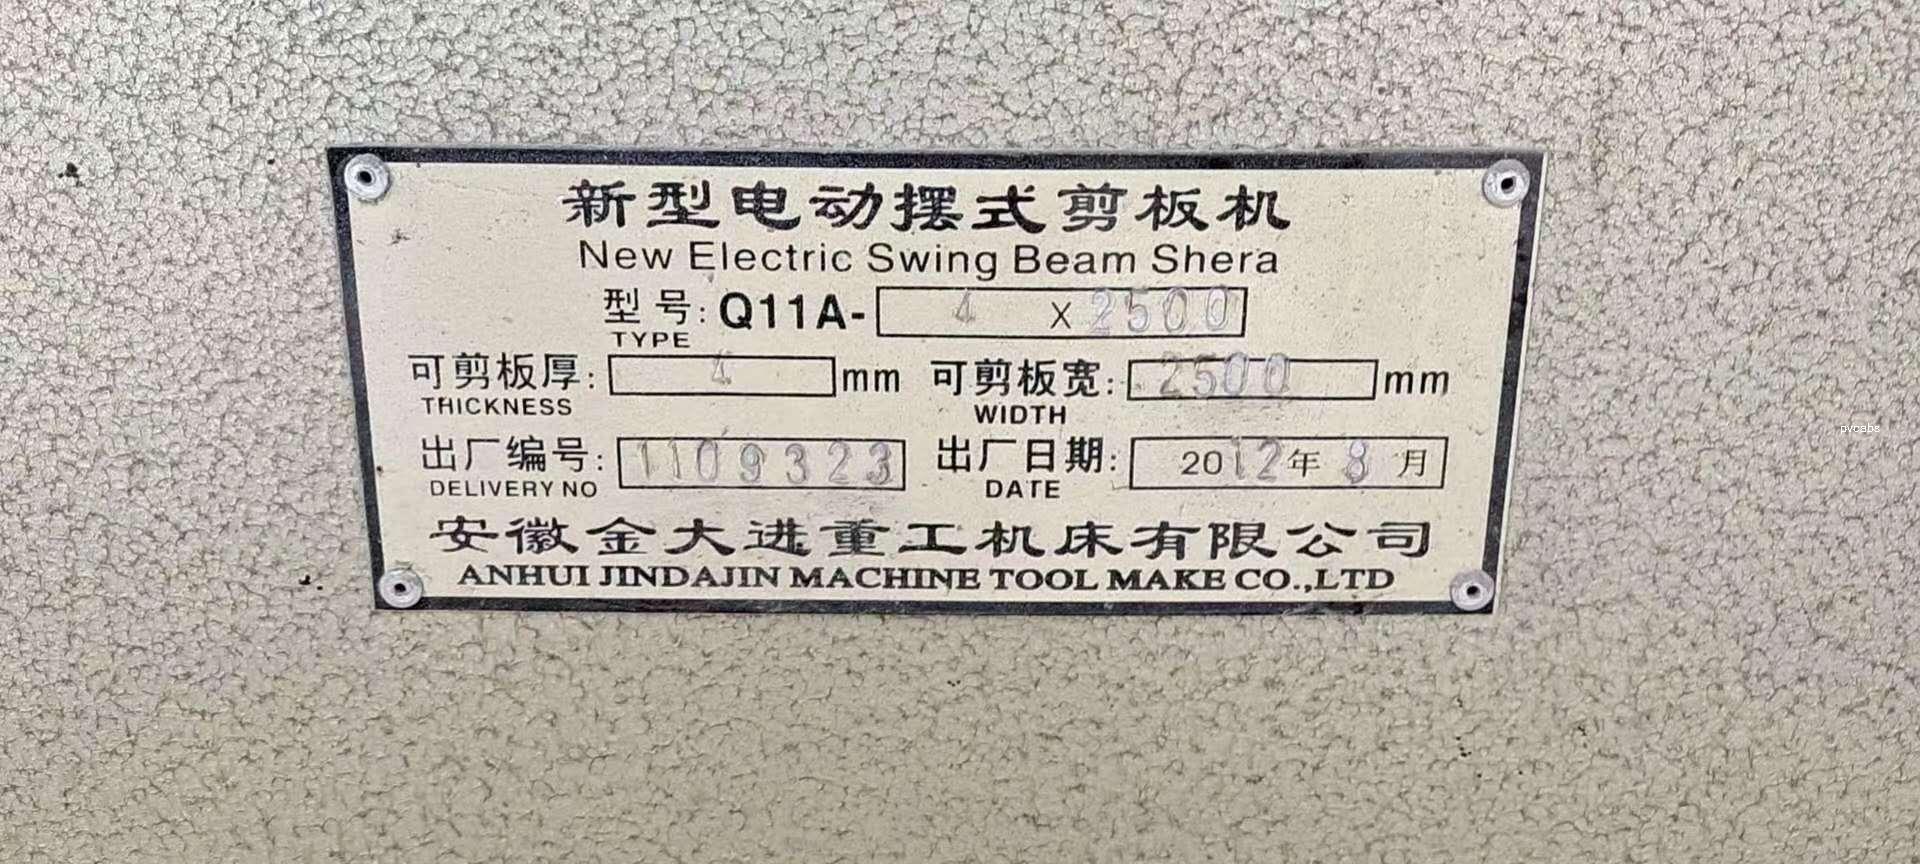 新型电动摆式剪板机
New Electric Swing Beam Shera
型号: Q11A- 4 X 2500
TYPE
可剪板厚: 4 mm 可剪板宽: 2500 mm
THICKNESS WIDTH
出厂编号: 1109323 出厂日期: 2012年 8 月
DELIVERY NO DATE
安徽金大进重工机床有限公司
ANHUI JINDAJIN MACHINE TOOL MAKE CO.,LTD
pvcabs